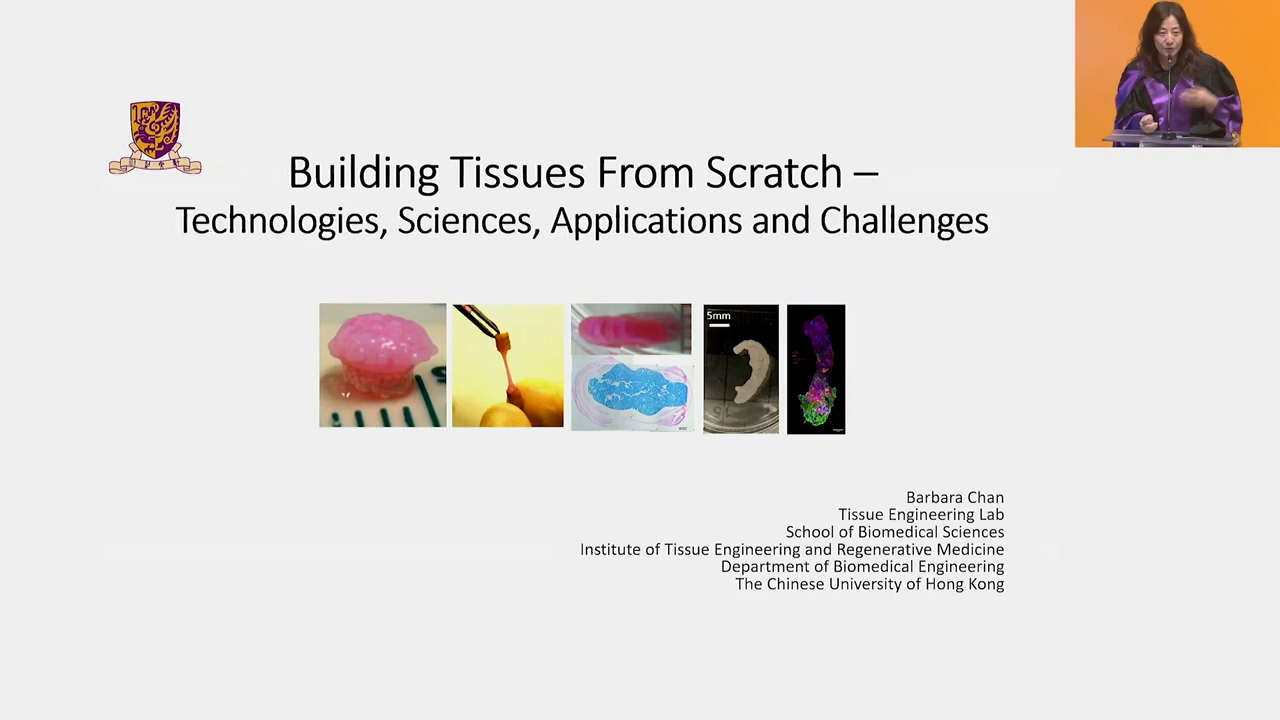 Building Tissues From Scratch –
Technologies, Sciences, Applications and Challenges
5mm
Barbara Chan
Tissue Engineering Lab
School of Biomedical Sciences
Institute of Tissue Engineering and Regenerative Medicine
Department of Biomedical Engineering
The Chinese University of Hong Kong